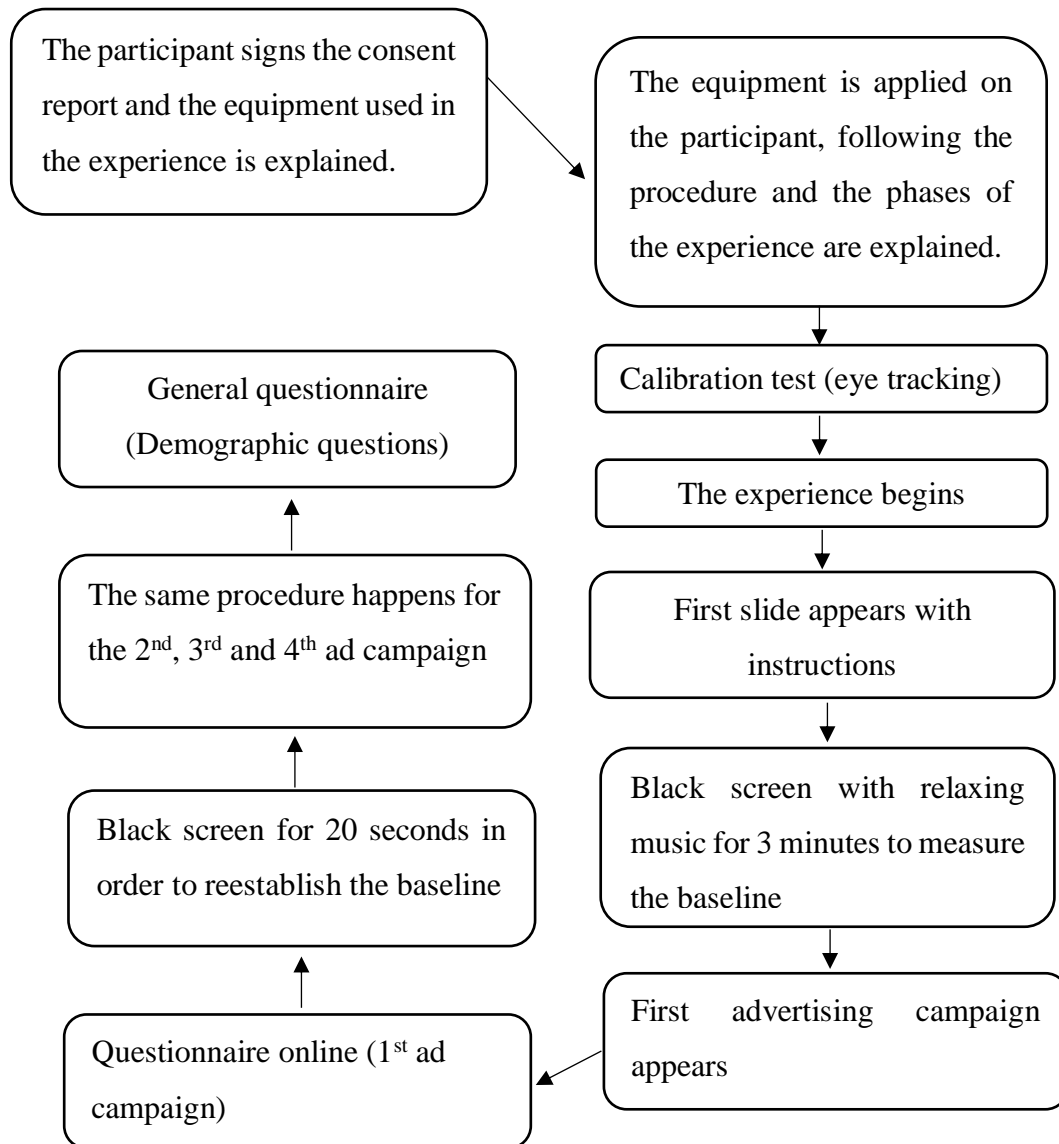 The participant signs the consent
report and the equipment used in
the experience is explained.
The equipment is applied on
the participant, following the
procedure and the phases of
the experience are explained.
Calibration test (eye tracking)
The experience begins
First slide appears with
instructions
Black screen with relaxing
music for 3 minutes to measure
the baseline
First advertising campaign
appears
Questionnaire online (1st ad
campaign)
Black screen for 20 seconds in
order to reestablish the baseline
The same procedure happens for
the 2nd, 3rd and 4th ad campaign
General questionnaire
(Demographic questions)